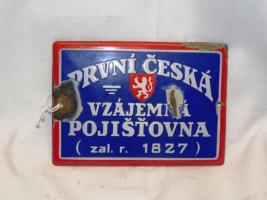 PRVNÍ ČESKÁ
VZÁJEMNÁ
POJIŠŤOVNA
( zal. r. 1827 )